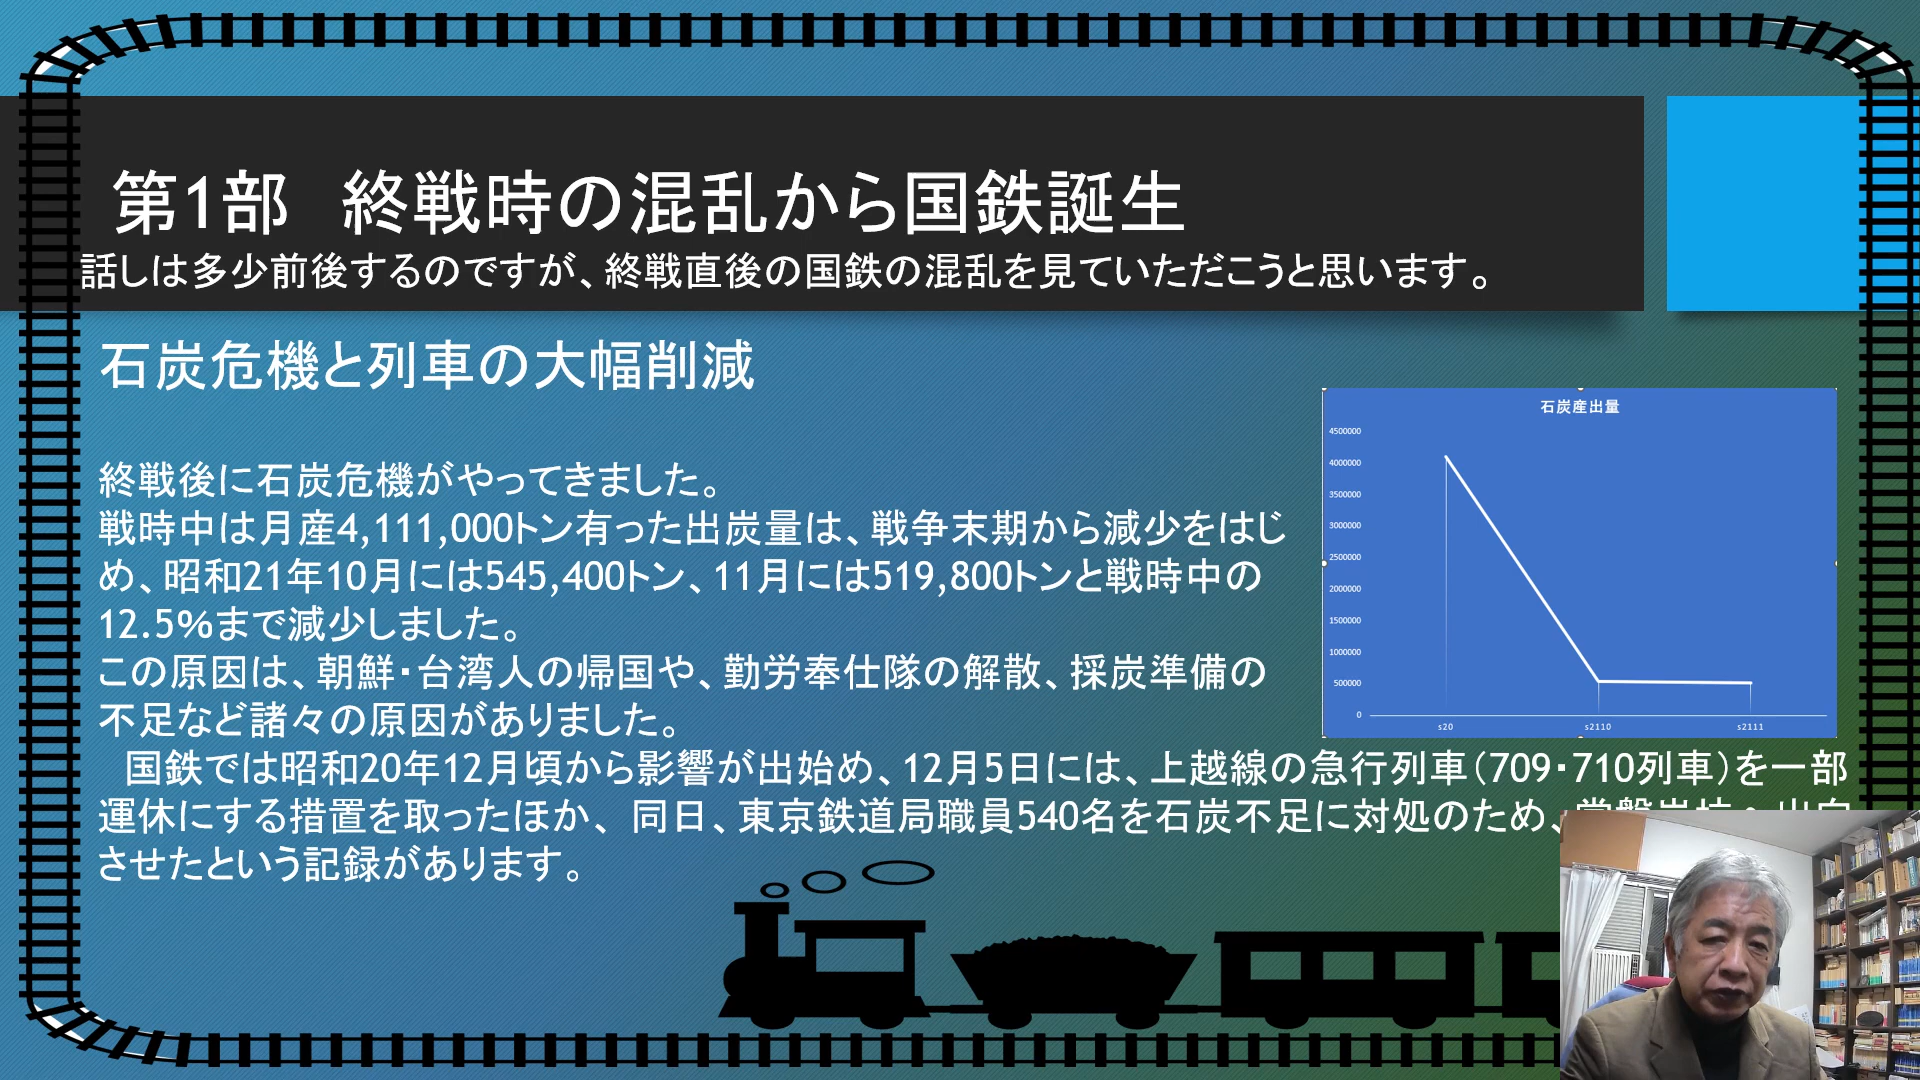 第1部　終戦時の混乱から国鉄誕生
話しは多少前後するのですが、終戦直後の国鉄の混乱を見ていただこうと思います。
石炭危機と列車の大幅削減
終戦後に石炭危機がやってきました。
戦時中は月産4,111,000トン有った出炭量は、戦争末期から減少をはじ
め、昭和21年10月には545,400トン、11月には519,800トンと戦時中の
12.5%まで減少しました。
この原因は、朝鮮・台湾人の帰国や、勤労奉仕隊の解散、採炭準備の
不足など諸々の原因がありました。
国鉄では昭和20年12月頃から影響が出始め、12月5日には、上越線の急行列車（709・710列車）を一部
運休にする措置を取ったほか、同日、東京鉄道局職員540名を石炭不足に対処のため、
させたという記録があります。
石炭産出量
4500000
4000000
3500000
3000000
2500000
2000000
1500000
1000000
500000
0
s20 s2110 s2111